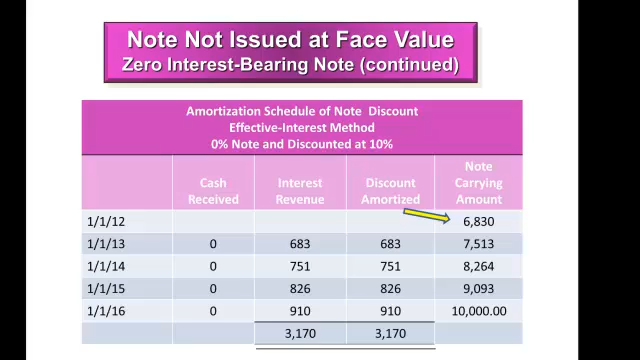 Note Not Issued at Face Value
Zero Interest-Bearing Note (continued)
Amortization Schedule of Note Discount
Effective-Interest Method
0% Note and Discounted at 10%
Cash Received Interest Revenue Discount Amortized Note Carrying Amount
1/1/12 6,830
1/1/13 0 683 683 7,513
1/1/14 0 751 751 8,264
1/1/15 0 826 826 9,093
1/1/16 0 910 910 10,000.00
3,170 3,170